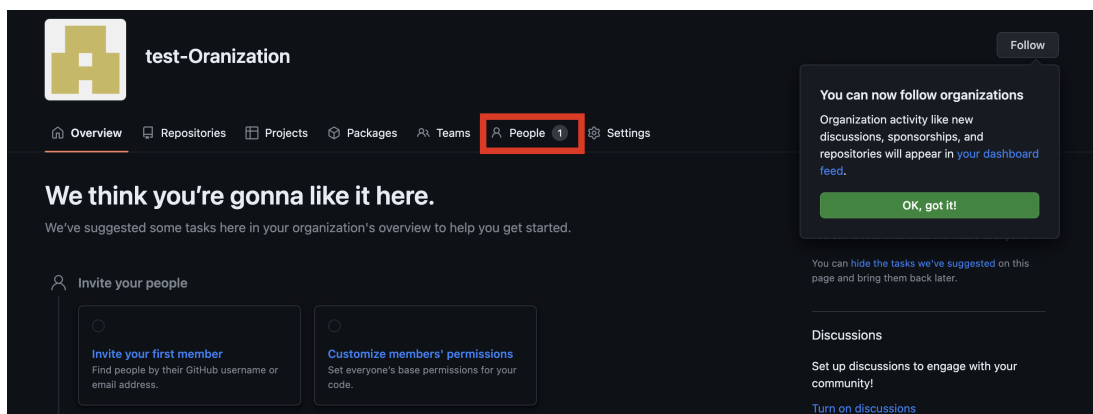 test-Oranization
Follow
You can now follow organizations
Organization activity like new
discussions, sponsorships, and
repositories will appear in your dashboard
feed.
OK, got it!
Overview Repositories Projects Packages Teams People 1 Settings
We think you're gonna like it here.
We've suggested some tasks here in your organization's overview to help you get started.
You can hide the tasks we've suggested on this
page and bring them back later.
Invite your people
Invite your first member
Find people by their GitHub username or
email address.
Customize members' permissions
Set everyone's base permissions for your
code.
Discussions
Set up discussions to engage with your
community!
Turn on discussions